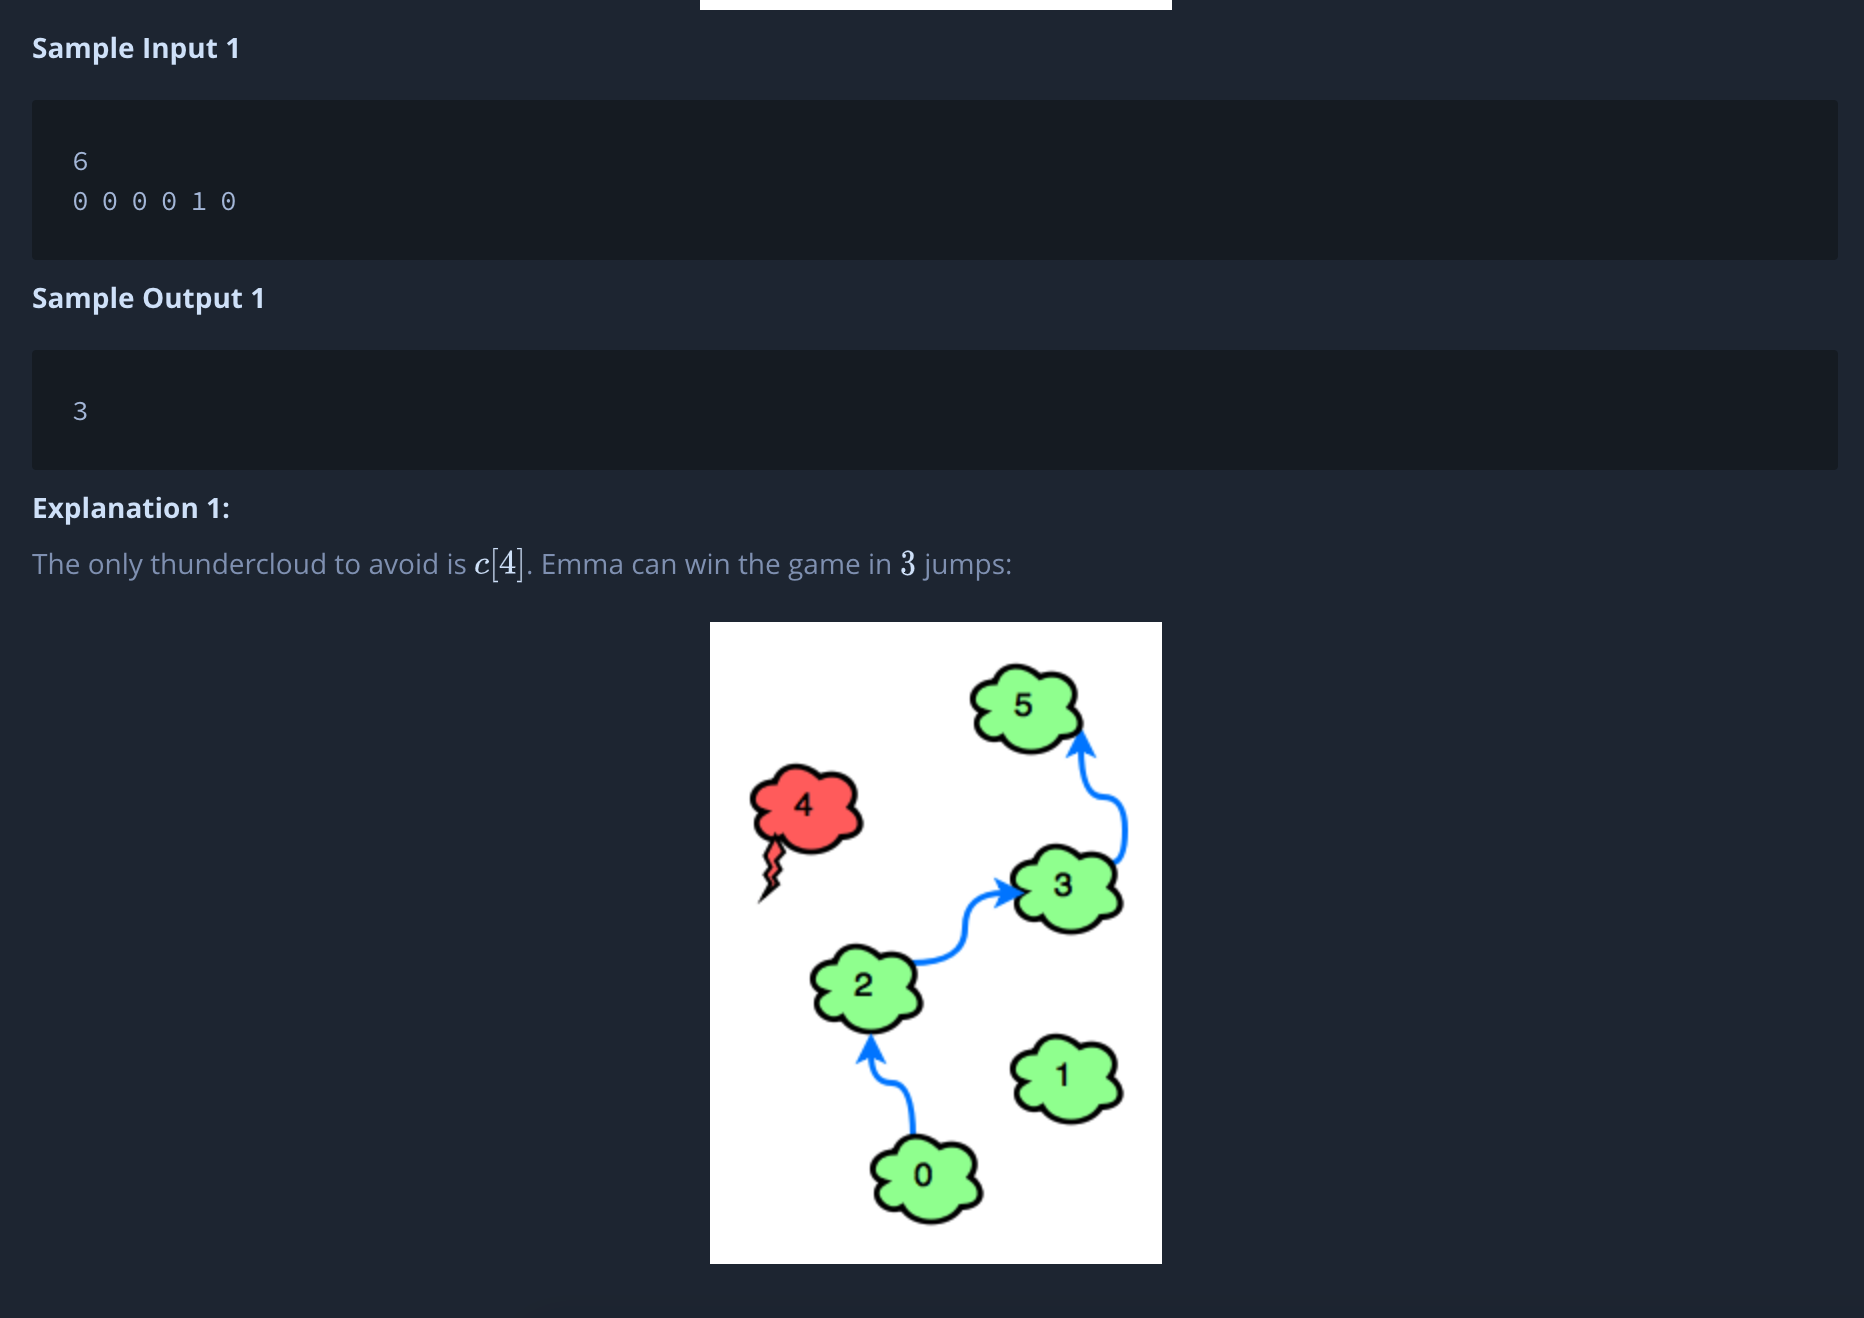 Sample Input 1
6
0 0 0 0 1 0
Sample Output 1
3
Explanation 1:
The only thundercloud to avoid is c[4]. Emma can win the game in 3 jumps:
5
4
3
2
1
0